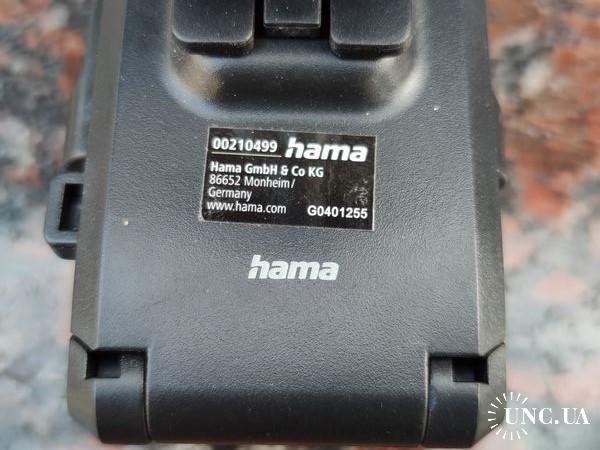 00210499 hama
Hama GmbH & Co KG
86652 Monheim/
Germany
www.hama.com G0401255
hama
UNC.UA